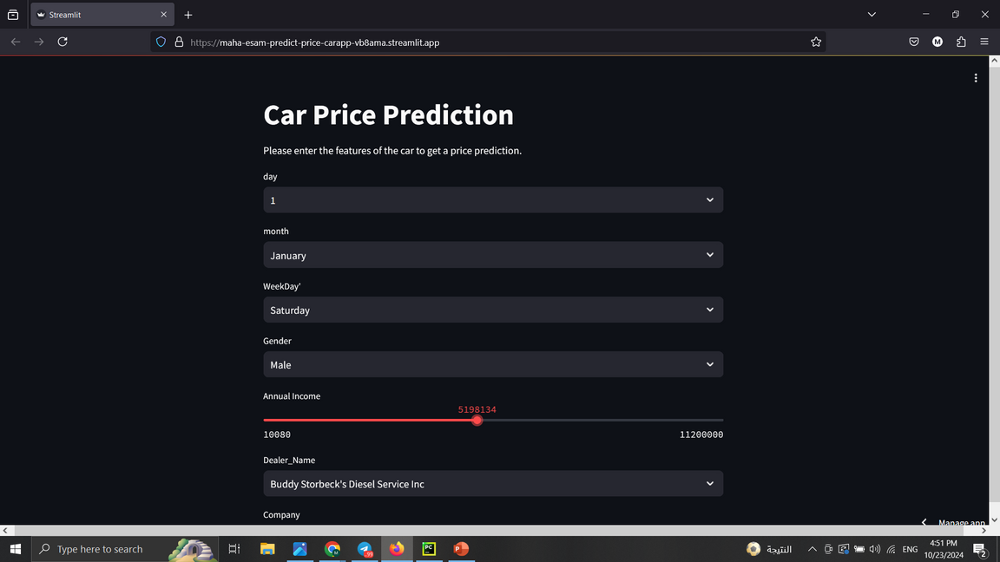 Streamlit
https://maha-esam-predict-price-carapp-vb8ama.streamlit.app
M
Car Price Prediction
Please enter the features of the car to get a price prediction.
day
1
month
January
WeekDay'
Saturday
Gender
Male
Annual Income
5198134
10080
11200000
Dealer_Name
Buddy Storbeck's Diesel Service Inc
Company
Manage app
Type here to search
النتيجة
ENG
4:51 PM
10/23/2024
2